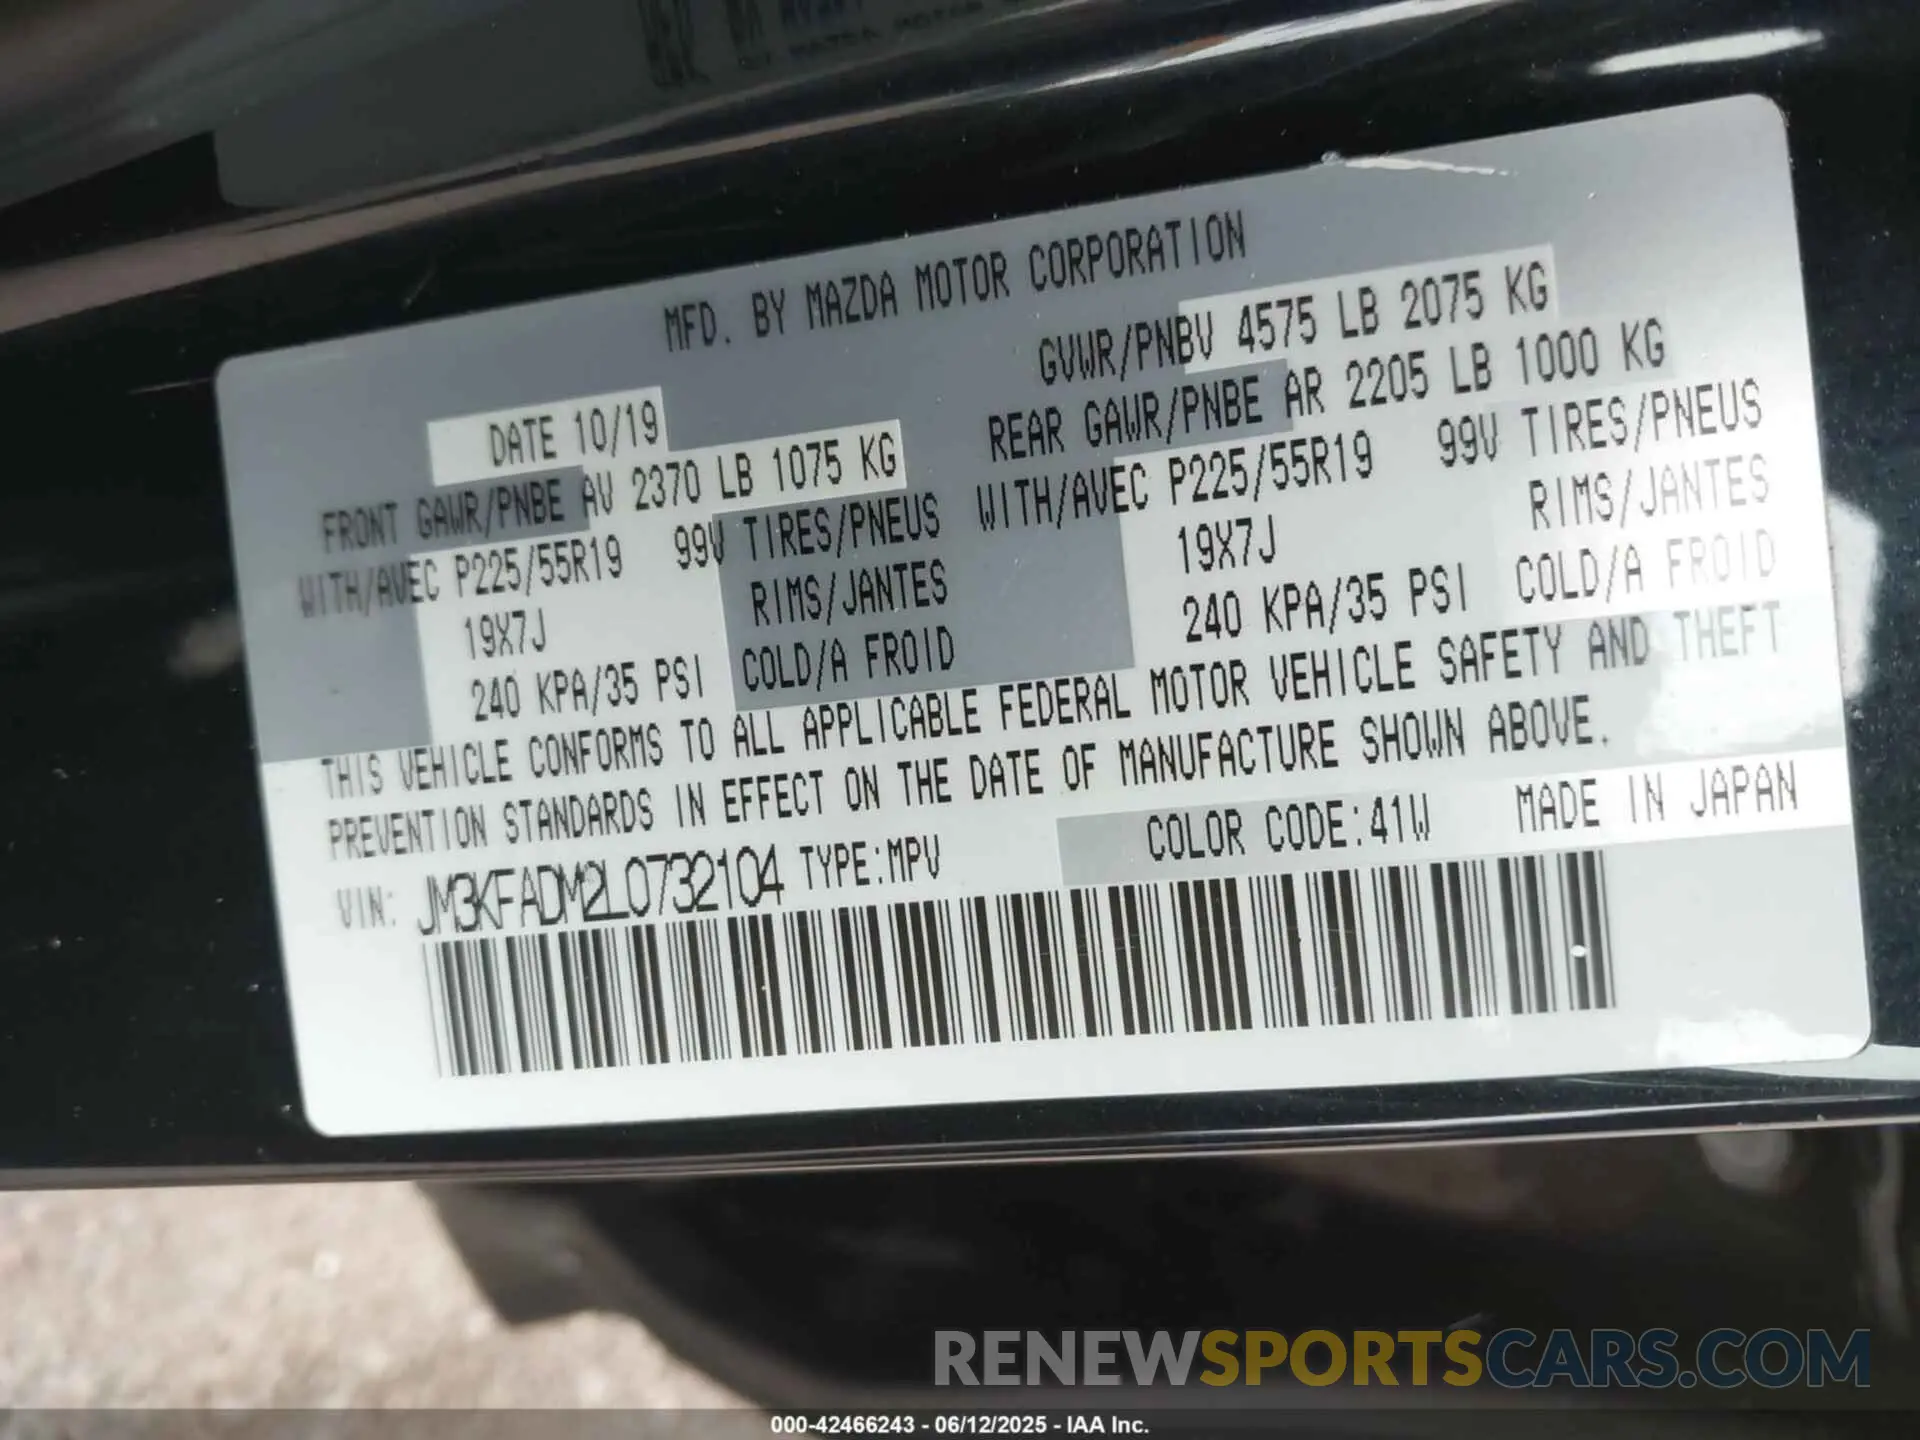 MFD. BY MAZDA MOTOR CORPORATION
DATE 10/19
GVWR/PNBV 4575 LB 2075 KG
FRONT GAWR/PNBE AV 2370 LB 1075 KG
REAR GAWR/PNBE AR 2205 LB 1000 KG
WITH/AVEC P225/55R19 99V TIRES/PNEUS
WITH/AVEC P225/55R19 99V TIRES/PNEUS
19X7J RIMS/JANTES
19X7J RIMS/JANTES
240 KPA/35 PSI COLD/A FROID
240 KPA/35 PSI COLD/A FROID
THIS VEHICLE CONFORMS TO ALL APPLICABLE FEDERAL MOTOR VEHICLE SAFETY AND THEFT
PREVENTION STANDARDS IN EFFECT ON THE DATE OF MANUFACTURE SHOWN ABOVE.
VIN: JM3KFADM2L0732104 TYPE:MPV COLOR CODE:41W MADE IN JAPAN
RENEWSPORTSCARS.COM
000-42466243 - 06/12/2025 - IAA Inc.